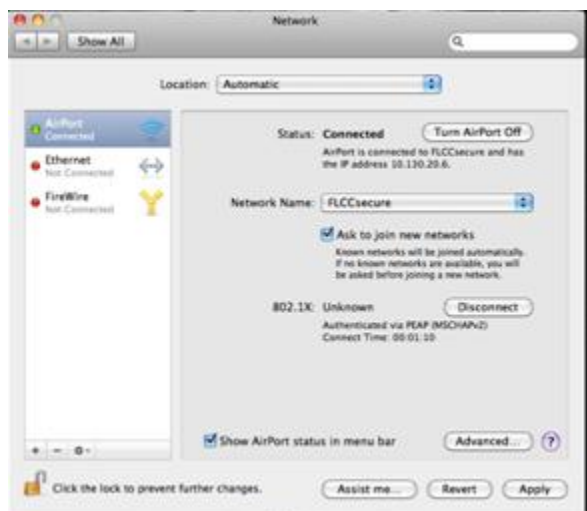 Network
Show All
Location: Automatic
AirPort
Connected
Ethernet
Not Connected
FireWire
Not Connected
Status: Connected
Turn AirPort Off
AirPort is connected to FLCCsecure and has
the IP address 10.130.20.6.
Network Name: FLCCsecure
Ask to join new networks
Known networks will be joined automatically.
If no known networks are available, you will
be asked before joining a new network.
802.1X: Unknown
Disconnect
Authenticated via PEAP (MSCHAPv2)
Connect Time: 00:01:10
Show AirPort status in menu bar
Advanced...
?
Click the lock to prevent further changes.
Assist me...
Revert
Apply